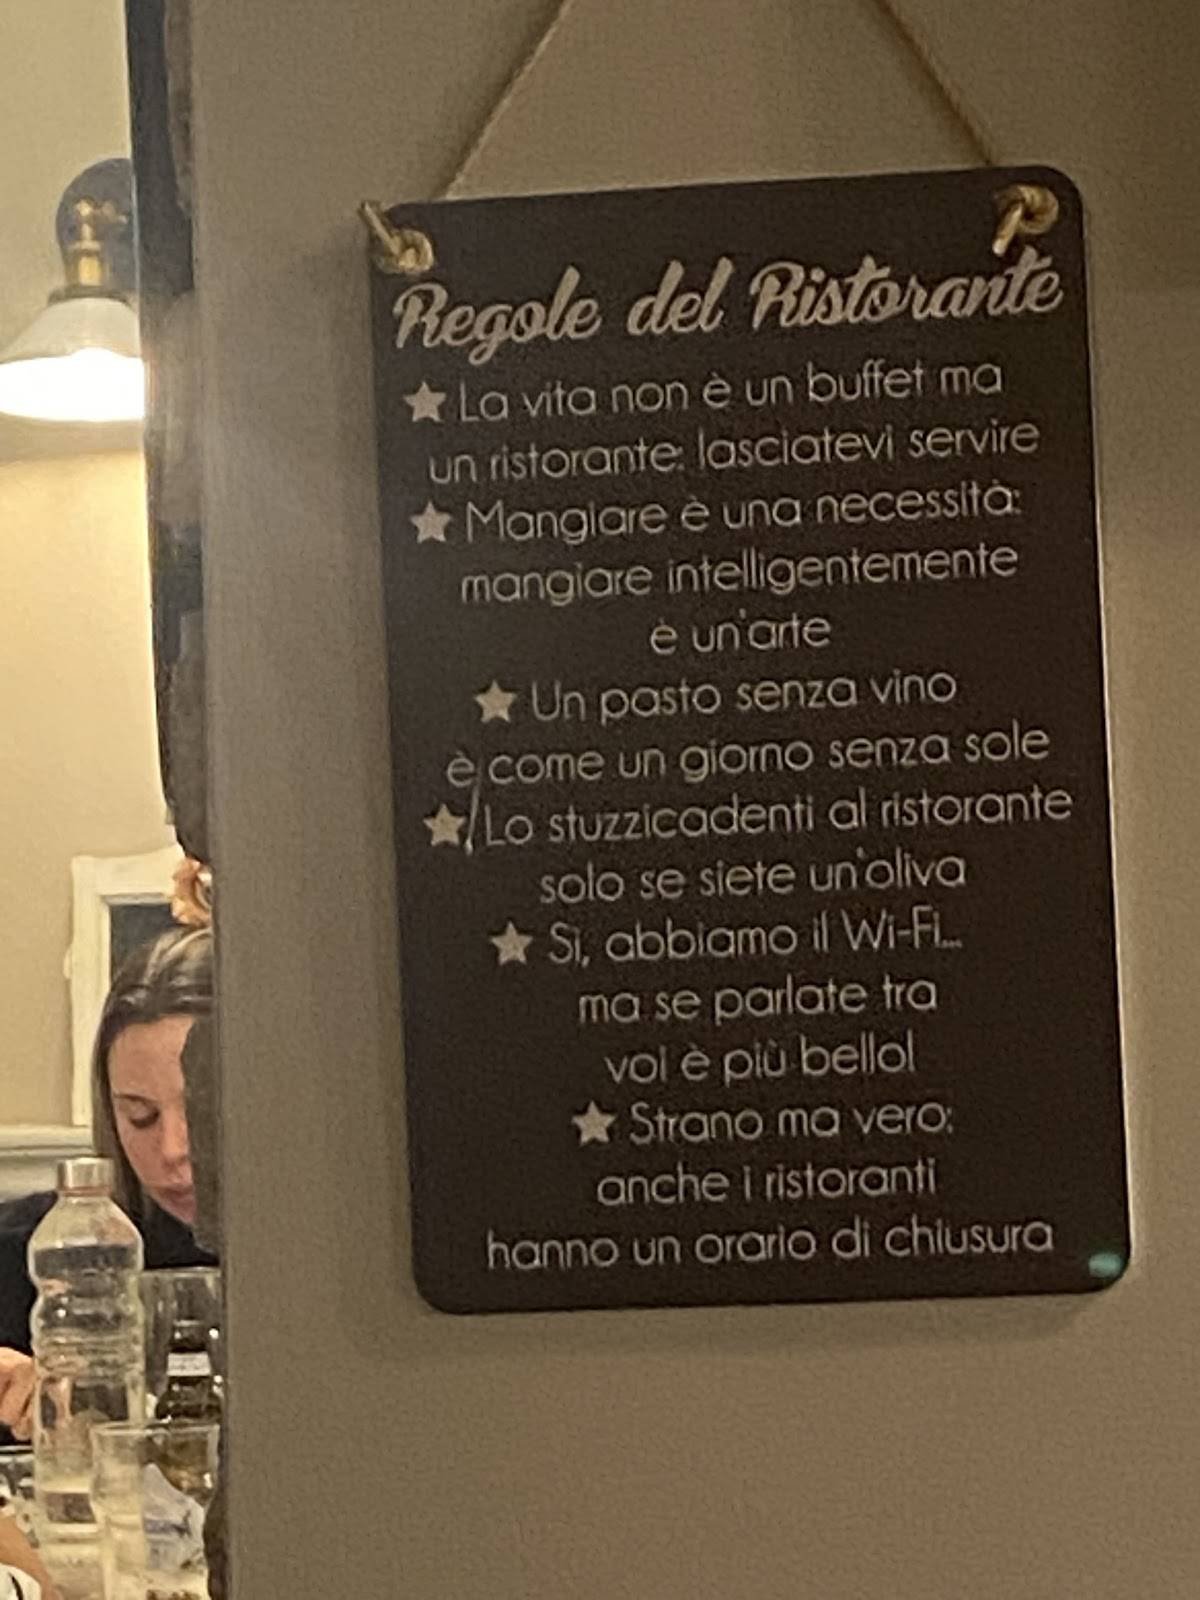 Regole del Ristorante
★ La vita non è un buffet ma
un ristorante: lasciatevi servire
★ Mangiare è una necessità:
mangiare intelligentemente
è un'arte
★ Un pasto senza vino
è come un giorno senza sole
★ Lo stuzzicadenti al ristorante
solo se siete un'oliva
★ Si, abbiamo il Wi-Fi...
ma se parlate tra
voi è più bello!
★ Strano ma vero:
anche i ristoranti
hanno un orario di chiusura